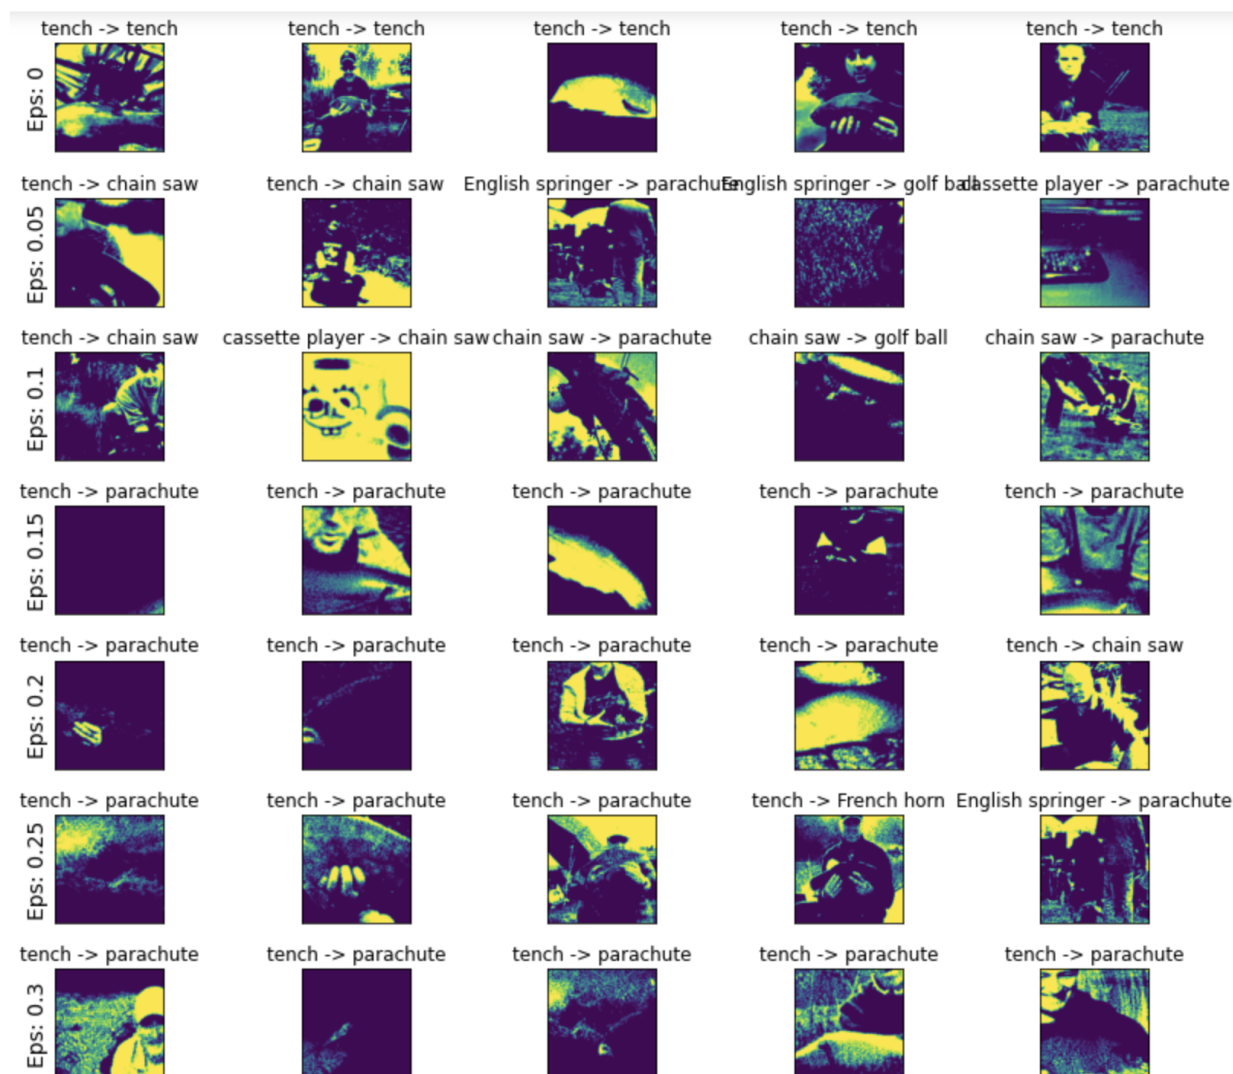 tench -> tench tench -> tench tench -> tench tench -> tench tench -> tench
Eps: 0
tench -> chain saw tench -> chain saw English springer -> parachute English springer -> golf ball cassette player -> parachute
Eps: 0.05
tench -> chain saw cassette player -> chain saw chain saw -> parachute chain saw -> golf ball chain saw -> parachute
Eps: 0.1
tench -> parachute tench -> parachute tench -> parachute tench -> parachute tench -> parachute
Eps: 0.15
tench -> parachute tench -> parachute tench -> parachute tench -> parachute tench -> chain saw
Eps: 0.2
tench -> parachute tench -> parachute tench -> parachute tench -> French horn English springer -> parachute
Eps: 0.25
tench -> parachute tench -> parachute tench -> parachute tench -> parachute tench -> parachute
Eps: 0.3